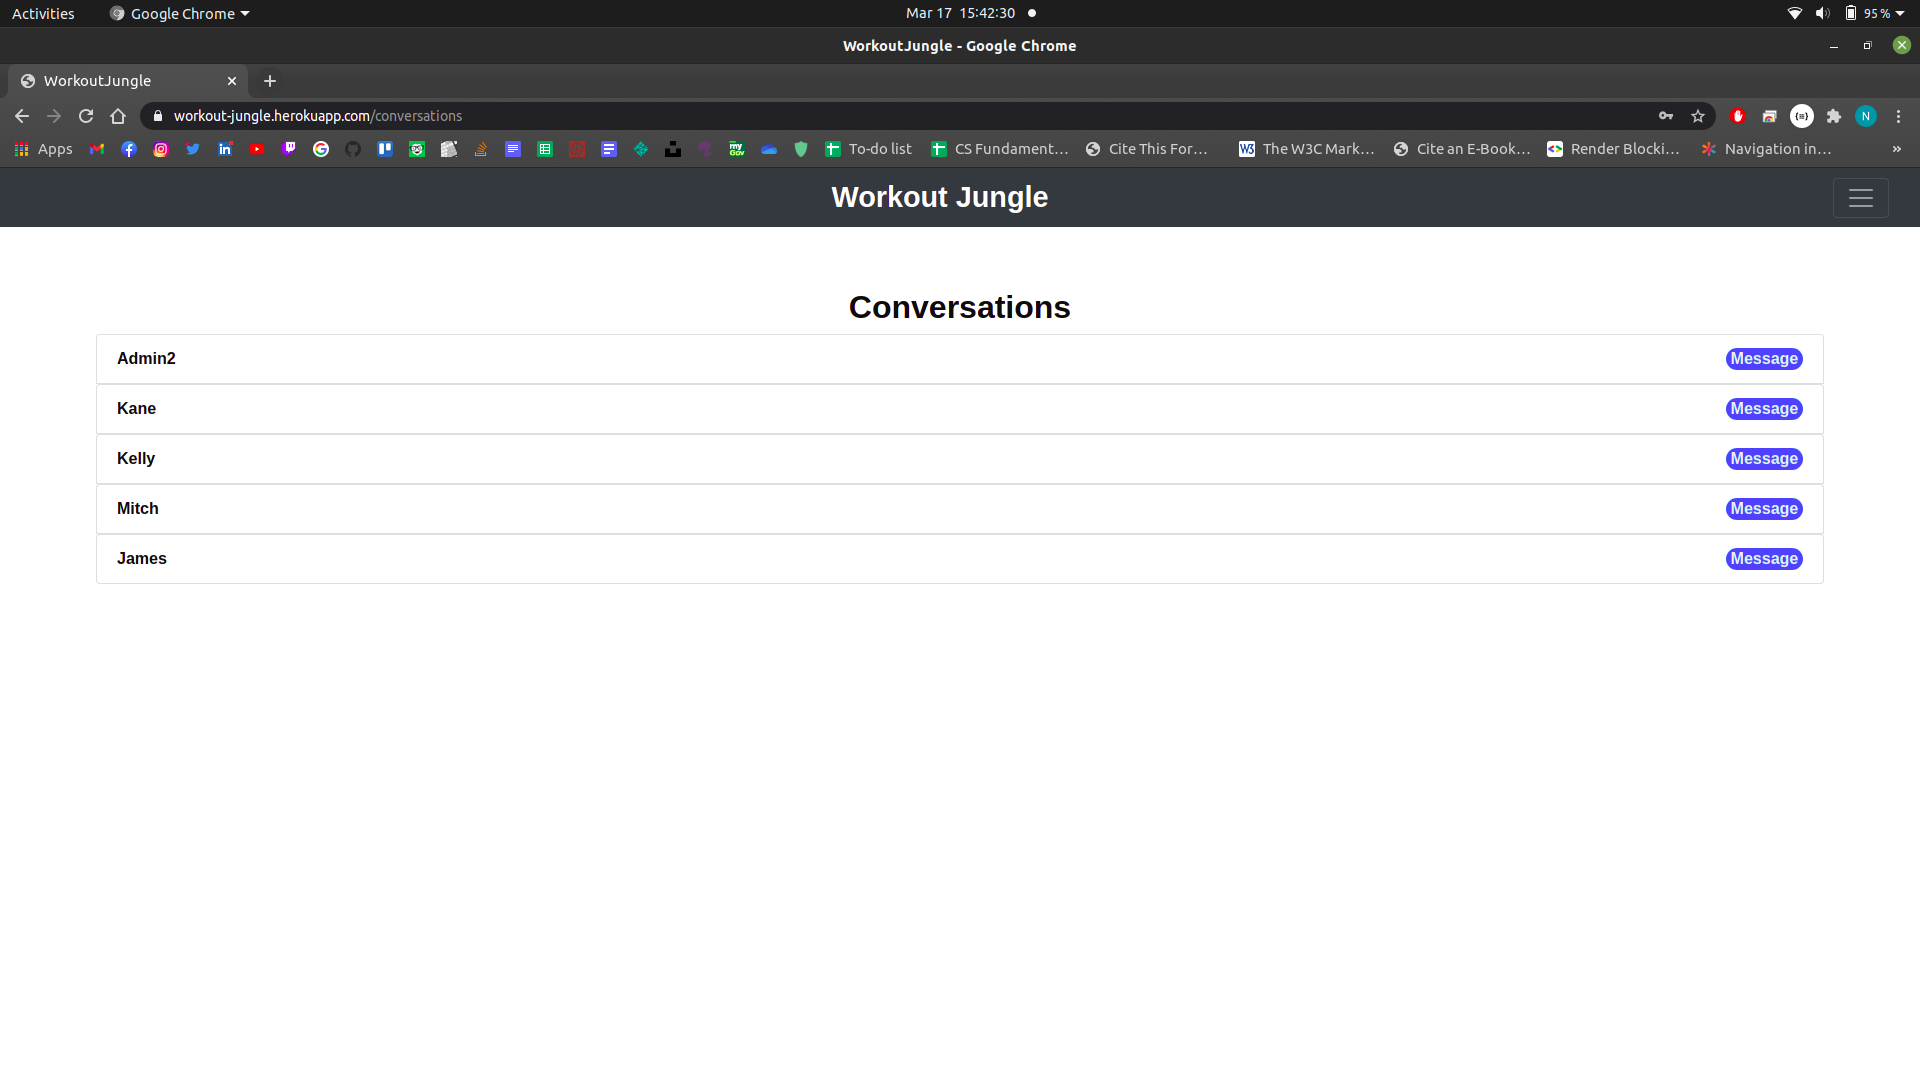 Activities Google Chrome Mar 17 15:42:30 95 %
WorkoutJungle - Google Chrome
WorkoutJungle
workout-jungle.herokuapp.com/conversations N
Apps To-do list CS Fundament… Cite This For… The W3C Mark… Cite an E-Book… Render Blocki… Navigation in… »
Workout Jungle
Conversations
Admin2 Message
Kane Message
Kelly Message
Mitch Message
James Message